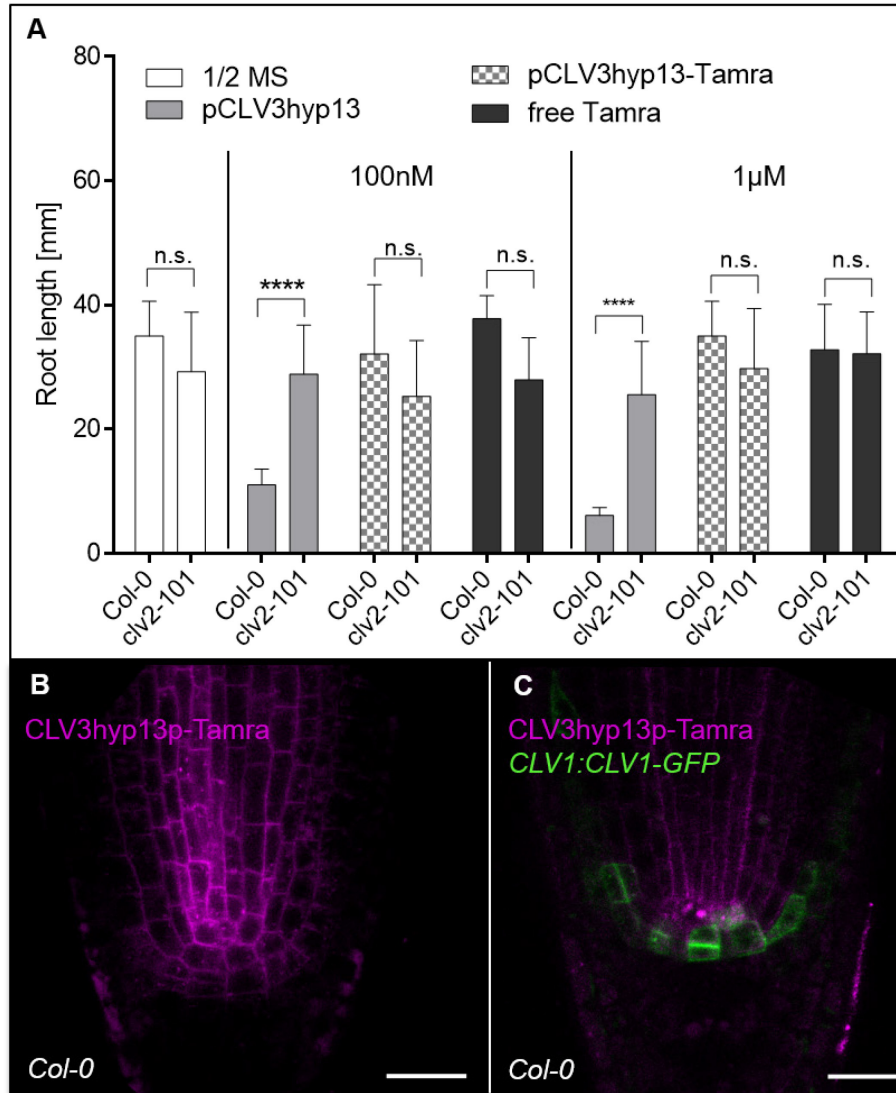 A
80
60
40
20
0
Root length [mm]
1/2 MS
pCLV3hyp13
pCLV3hyp13-Tamra
free Tamra
100nM
1µM
n.s.
****
n.s.
n.s.
****
n.s.
n.s.
Col-0
clv2-101
Col-0
clv2-101
Col-0
clv2-101
Col-0
clv2-101
Col-0
clv2-101
Col-0
clv2-101
Col-0
clv2-101
B
CLV3hyp13p-Tamra
Col-0
C
CLV3hyp13p-Tamra
CLV1:CLV1-GFP
Col-0